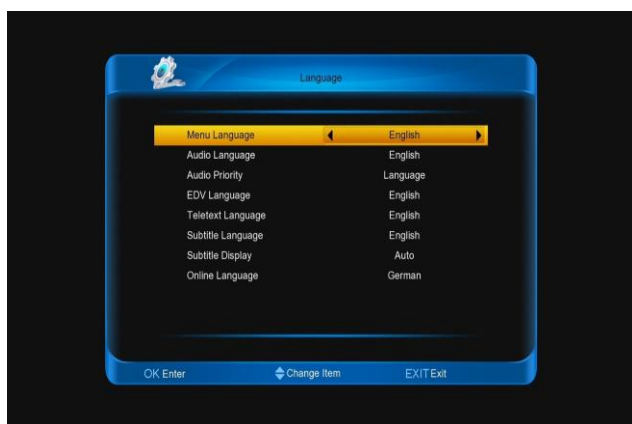 Language
Menu Language English
Audio Language English
Audio Priority Language
EDV Language English
Teletext Language English
Subtitle Language English
Subtitle Display Auto
Online Language German
OK Enter Change Item EXIT Exit